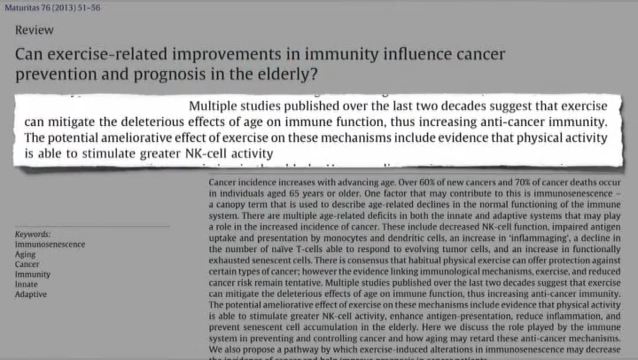 Maturitas 76 (2013) 51–56
Review
Can exercise-related improvements in immunity influence cancer
prevention and prognosis in the elderly?
Multiple studies published over the last two decades suggest that exercise
can mitigate the deleterious effects of age on immune function, thus increasing anti-cancer immunity.
The potential ameliorative effect of exercise on these mechanisms include evidence that physical activity
is able to stimulate greater NK-cell activity
Cancer incidence increases with advancing age. Over 60% of new cancers and 70% of cancer deaths occur
in individuals aged 65 years or older. One factor that may contribute to this is immunosenescence –
a canopy term that is used to describe age-related declines in the normal functioning of the immune
system. There are multiple age-related deficits in both the innate and adaptive systems that may play
a role in the increased incidence of cancer. These include decreased NK-cell function, impaired antigen
uptake and presentation by monocytes and dendritic cells, an increase in 'inflammaging', a decline in
the number of naïve T-cells able to respond to evolving tumor cells, and an increase in functionally
exhausted senescent cells. There is consensus that habitual physical exercise can offer protection against
certain types of cancer; however the evidence linking immunological mechanisms, exercise, and reduced
cancer risk remain tentative. Multiple studies published over the last two decades suggest that exercise
can mitigate the deleterious effects of age on immune function, thus increasing anti-cancer immunity.
The potential ameliorative effect of exercise on these mechanisms include evidence that physical activity
is able to stimulate greater NK-cell activity, enhance antigen-presentation, reduce inflammation, and
prevent senescent cell accumulation in the elderly. Here we discuss the role played by the immune
system in preventing and controlling cancer and how aging may retard these anti-cancer mechanisms.
We also propose a pathway by which exercise-induced alterations in immunosenescence may decrease
Keywords:
Immunosenescence
Aging
Cancer
Immunity
Innate
Adaptive